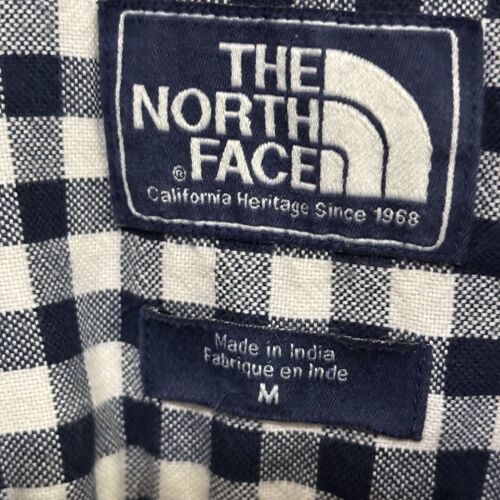 THE
NORTH
FACE
®
California Heritage Since 1968
Made in India
Fabriqué en Inde
M